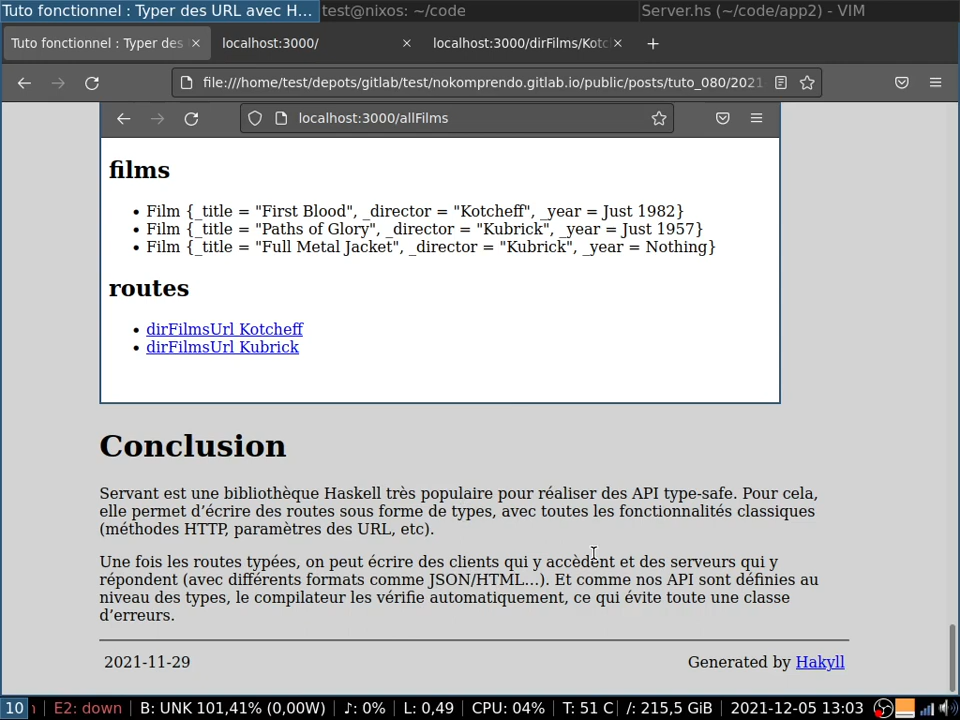 Tuto fonctionnel : Typer des URL avec H... test@nixos: ~/code Server.hs (~/code/app2) - VIM
Tuto fonctionnel : Typer des localhost:3000/ localhost:3000/dirFilms/Kotch
file:///home/test/depots/gitlab/test/nokomprendo.gitlab.io/public/posts/tuto_080/2021
localhost:3000/allFilms
films
• Film {_title = "First Blood", _director = "Kotcheff", _year = Just 1982}
• Film {_title = "Paths of Glory", _director = "Kubrick", _year = Just 1957}
• Film {_title = "Full Metal Jacket", _director = "Kubrick", _year = Nothing}
routes
• dirFilmsUrl Kotcheff
• dirFilmsUrl Kubrick
Conclusion
Servant est une bibliothèque Haskell très populaire pour réaliser des API type-safe. Pour cela,
elle permet d’écrire des routes sous forme de types, avec toutes les fonctionnalités classiques
(méthodes HTTP, paramètres des URL, etc).
Une fois les routes typées, on peut écrire des clients qui y accèdent et des serveurs qui y
répondent (avec différents formats comme JSON/HTML…). Et comme nos API sont définies au
niveau des types, le compilateur les vérifie automatiquement, ce qui évite toute une classe
d’erreurs.
2021-11-29 Generated by Hakyll
10 | E2: down | B: UNK 101,41% (0,00W) | ♪: 0% | L: 0,49 | CPU: 04% | T: 51 C | /: 215,5 GiB | 2021-12-05 13:03